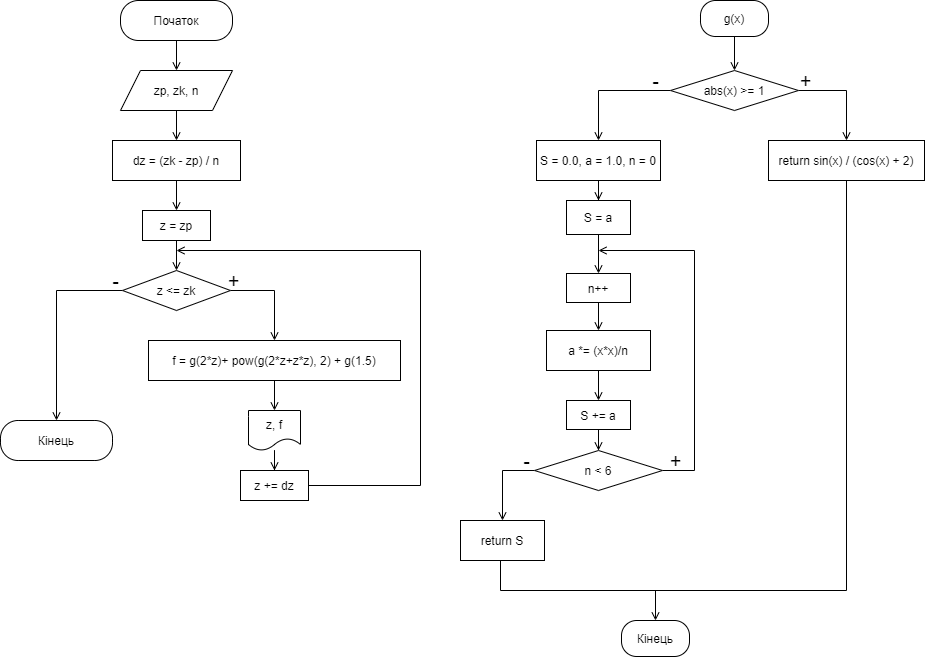 Початок
zp, zk, n
dz = (zk - zp) / n
z = zp
z <= zk
-
+
f = g(2*z)+ pow(g(2*z+z*z), 2) + g(1.5)
z, f
z += dz
Кінець
g(x)
abs(x) >= 1
-
+
S = 0.0, a = 1.0, n = 0
return sin(x) / (cos(x) + 2)
S = a
n++
a *= (x*x)/n
S += a
n < 6
-
+
return S
Кінець